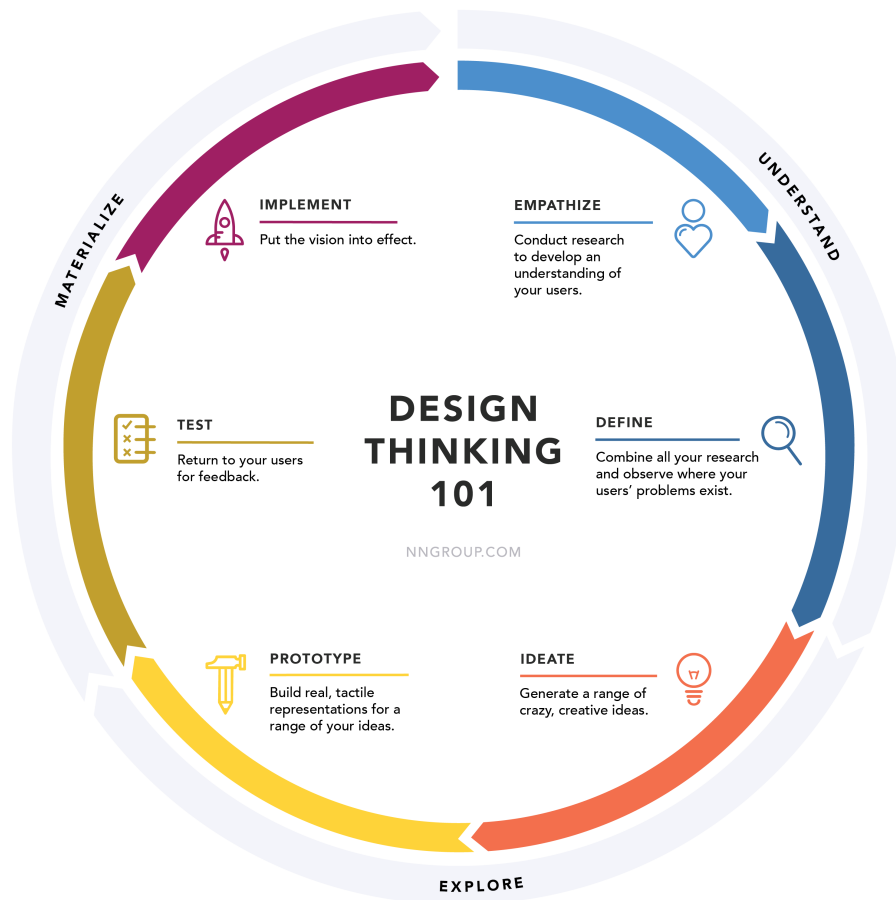 DESIGN
THINKING
101
NNGROUP.COM
UNDERSTAND
EMPATHIZE
Conduct research
to develop an
understanding of
your users.
DEFINE
Combine all your research
and observe where your
users’ problems exist.
EXPLORE
IDEATE
Generate a range of
crazy, creative ideas.
PROTOTYPE
Build real, tactile
representations for a
range of your ideas.
MATERIALIZE
TEST
Return to your users
for feedback.
IMPLEMENT
Put the vision into effect.